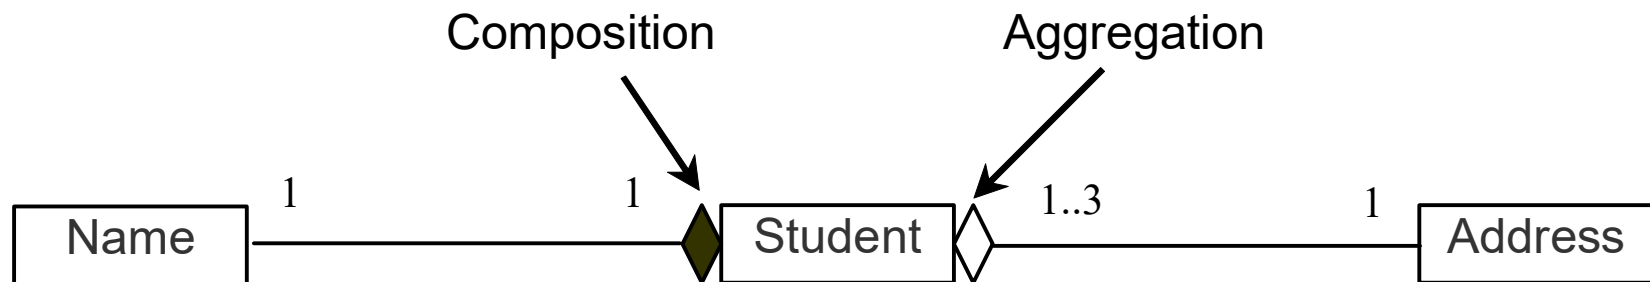 Composition
Aggregation
1
1
1..3
1
Name
Student
Address